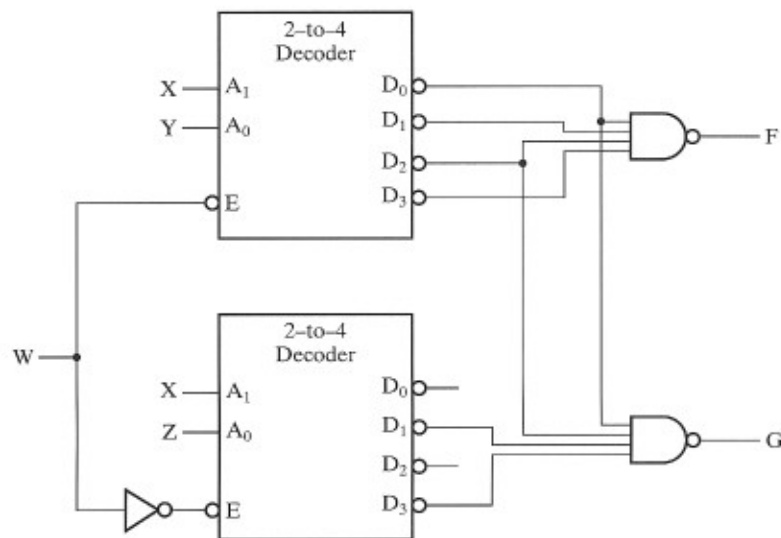 2–to–4
Decoder
X
A₁
D₀
Y
A₀
D₁
F
D₂
D₃
E
W
2–to–4
Decoder
X
A₁
D₀
Z
A₀
D₁
G
D₂
E
D₃